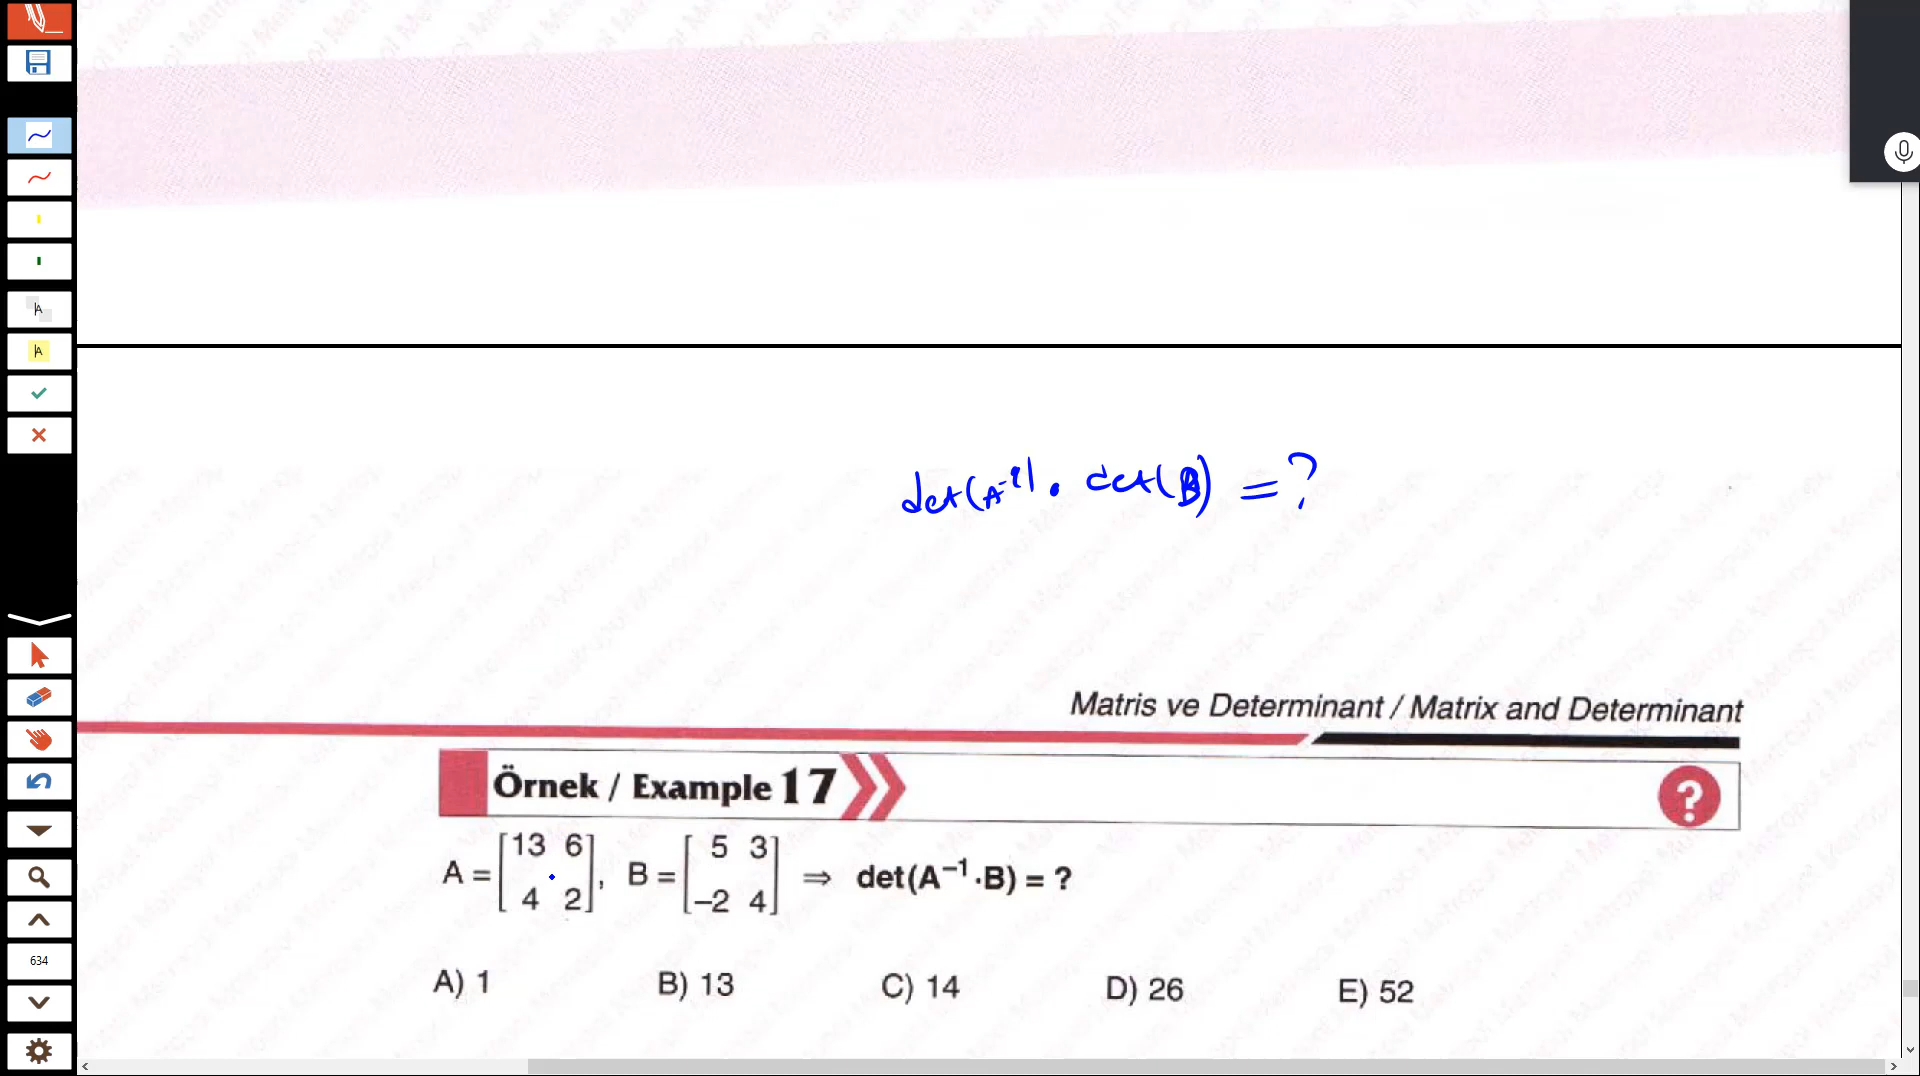 det(A⁻¹) . det(B) = ?
Matris ve Determinant / Matrix and Determinant
Örnek / Example 17
?
A = [13 6 4 2], B = [5 3 –2 4] ⇒ det(A⁻¹ · B) = ?
A) 1 B) 13 C) 14 D) 26 E) 52
634